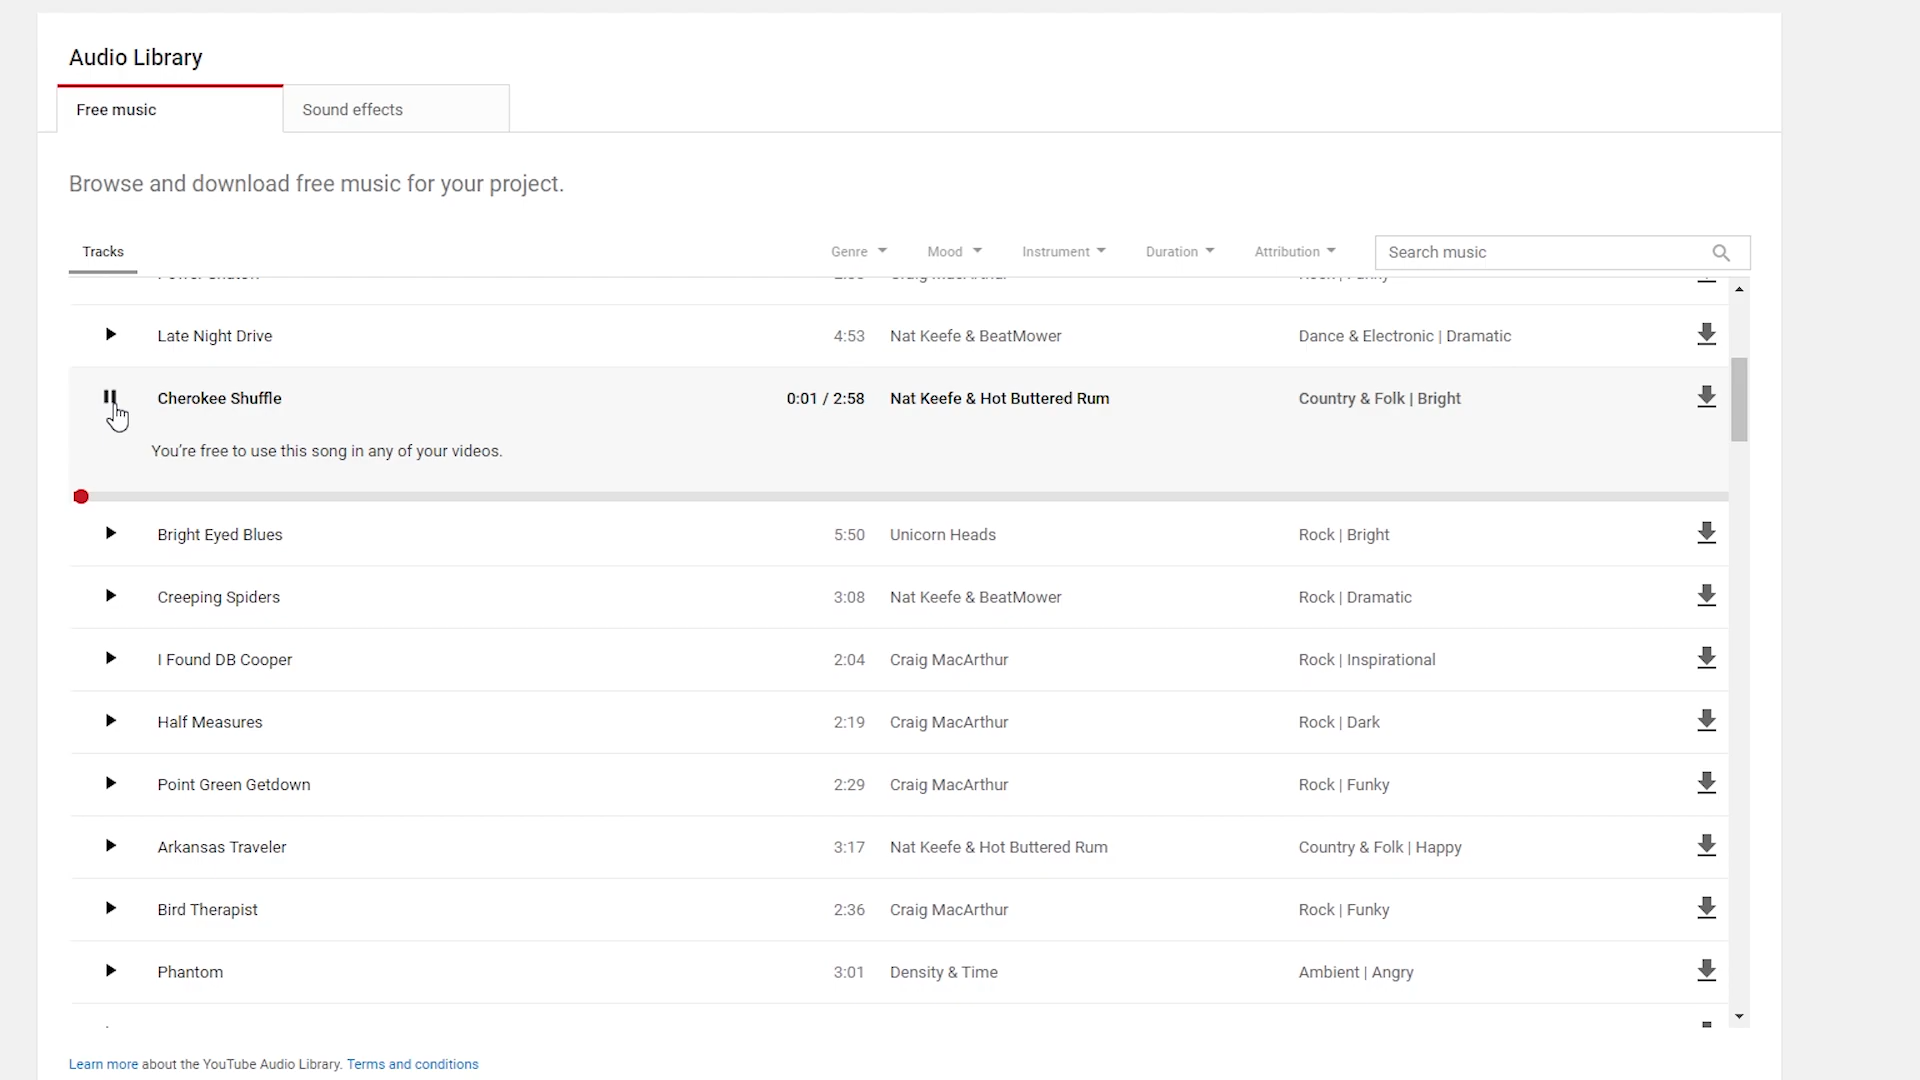 Audio Library
Free music
Sound effects
Browse and download free music for your project.
Tracks Genre Mood Instrument Duration Attribution Search music
Late Night Drive 4:53 Nat Keefe & BeatMower Dance & Electronic | Dramatic
Cherokee Shuffle 0:01 / 2:58 Nat Keefe & Hot Buttered Rum Country & Folk | Bright
You're free to use this song in any of your videos.
Bright Eyed Blues 5:50 Unicorn Heads Rock | Bright
Creeping Spiders 3:08 Nat Keefe & BeatMower Rock | Dramatic
I Found DB Cooper 2:04 Craig MacArthur Rock | Inspirational
Half Measures 2:19 Craig MacArthur Rock | Dark
Point Green Getdown 2:29 Craig MacArthur Rock | Funky
Arkansas Traveler 3:17 Nat Keefe & Hot Buttered Rum Country & Folk | Happy
Bird Therapist 2:36 Craig MacArthur Rock | Funky
Phantom 3:01 Density & Time Ambient | Angry
Learn more about the YouTube Audio Library. Terms and conditions